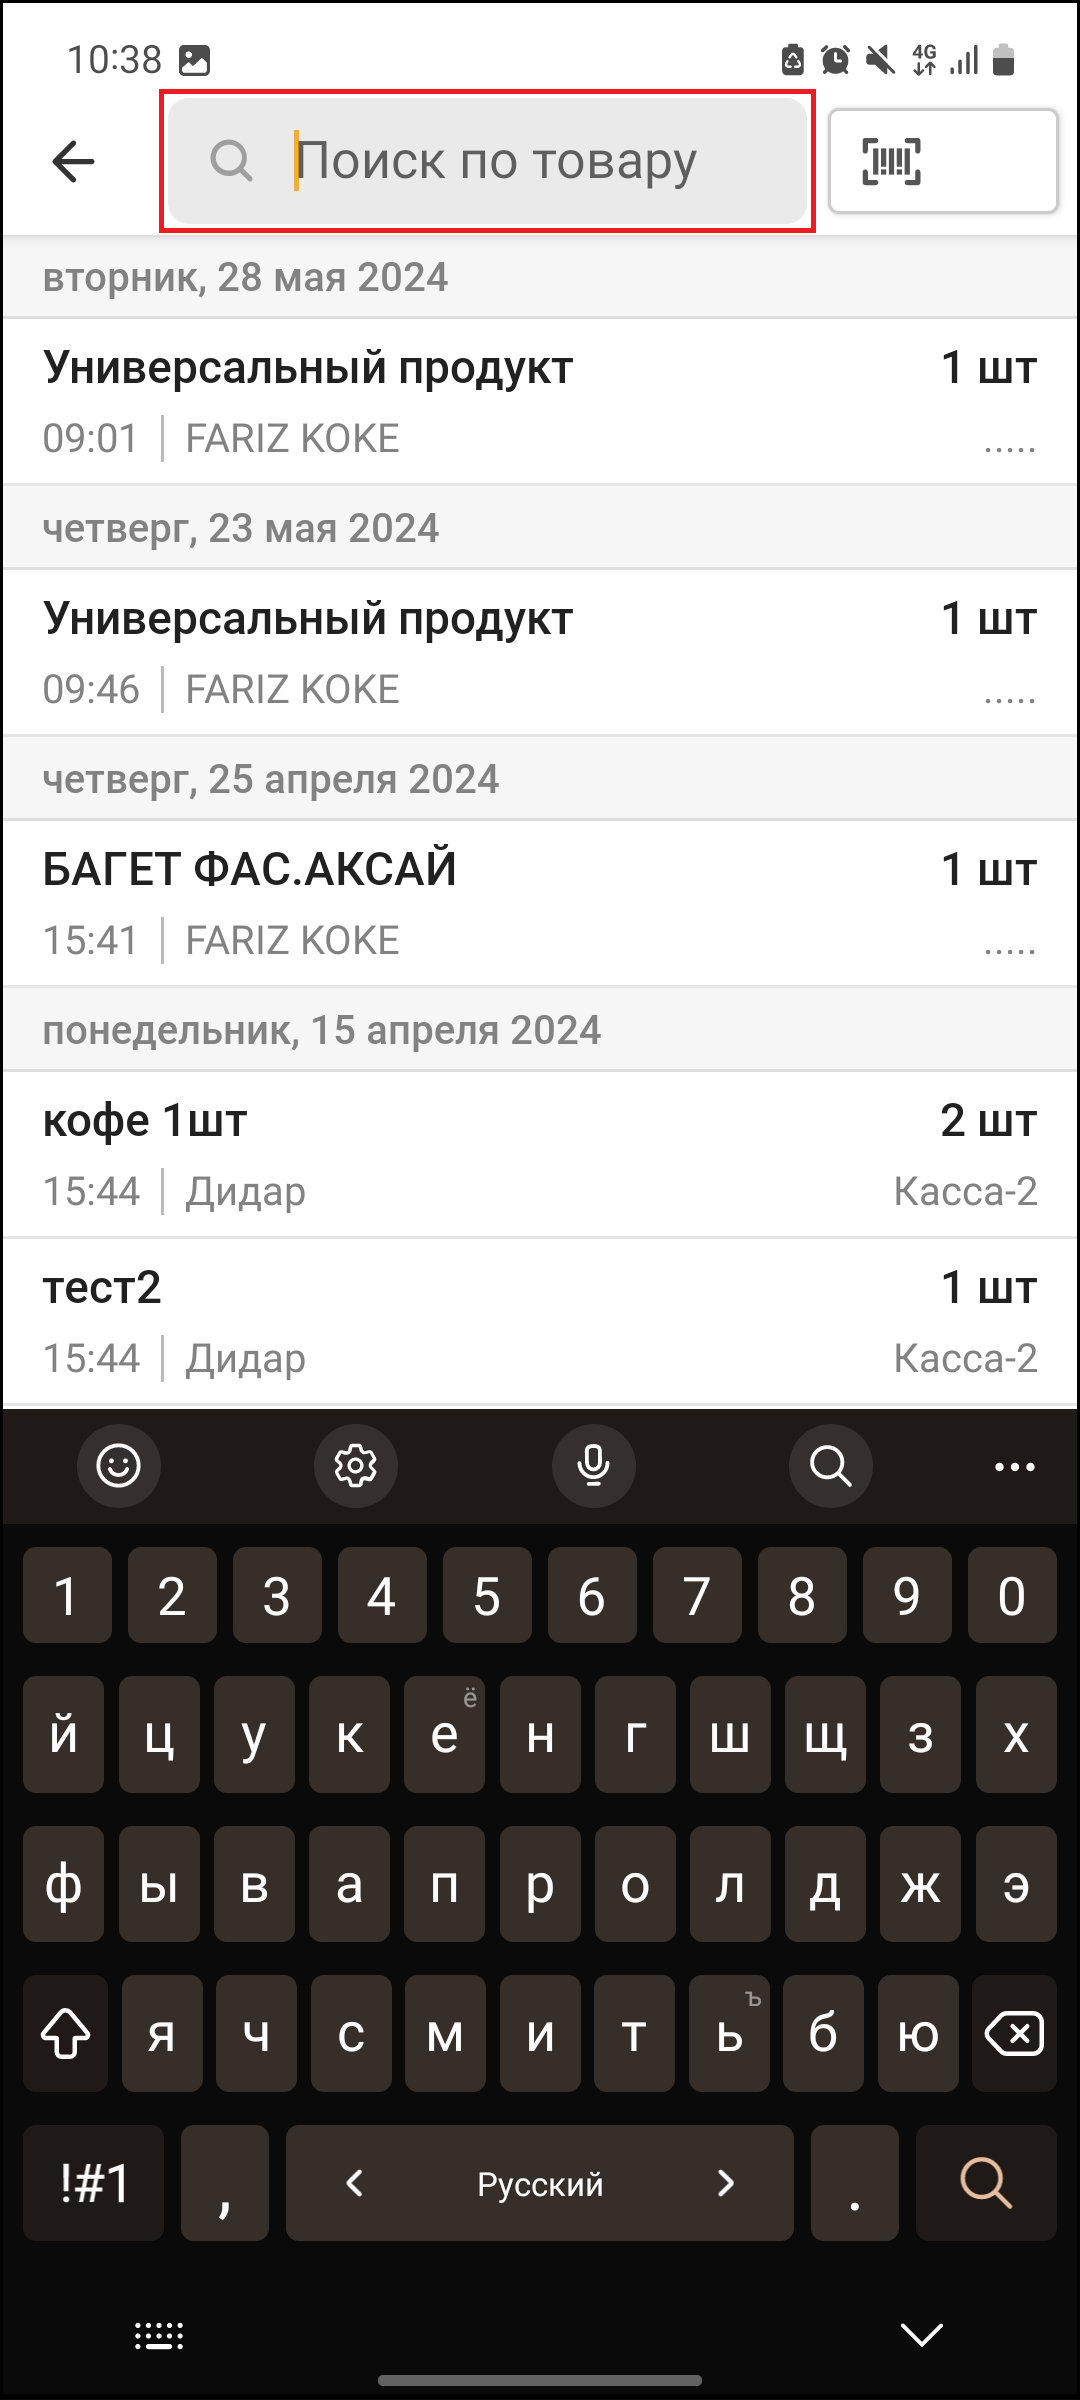 10:38 4G
Поиск по товару
вторник, 28 мая 2024
Универсальный продукт 1 шт
09:01 FARIZ KOKE .....
четверг, 23 мая 2024
Универсальный продукт 1 шт
09:46 FARIZ KOKE .....
четверг, 25 апреля 2024
БАГЕТ ФАС.АКСАЙ 1 шт
15:41 FARIZ KOKE .....
понедельник, 15 апреля 2024
кофе 1шт 2 шт
15:44 Дидар Касса-2
тест2 1 шт
15:44 Дидар Касса-2
1 2 3 4 5 6 7 8 9 0
й ц у к е ё н г ш щ з х
ф ы в а п р о л д ж э
я ч с м и т ь ъ б ю
!#1 , < Русский > .